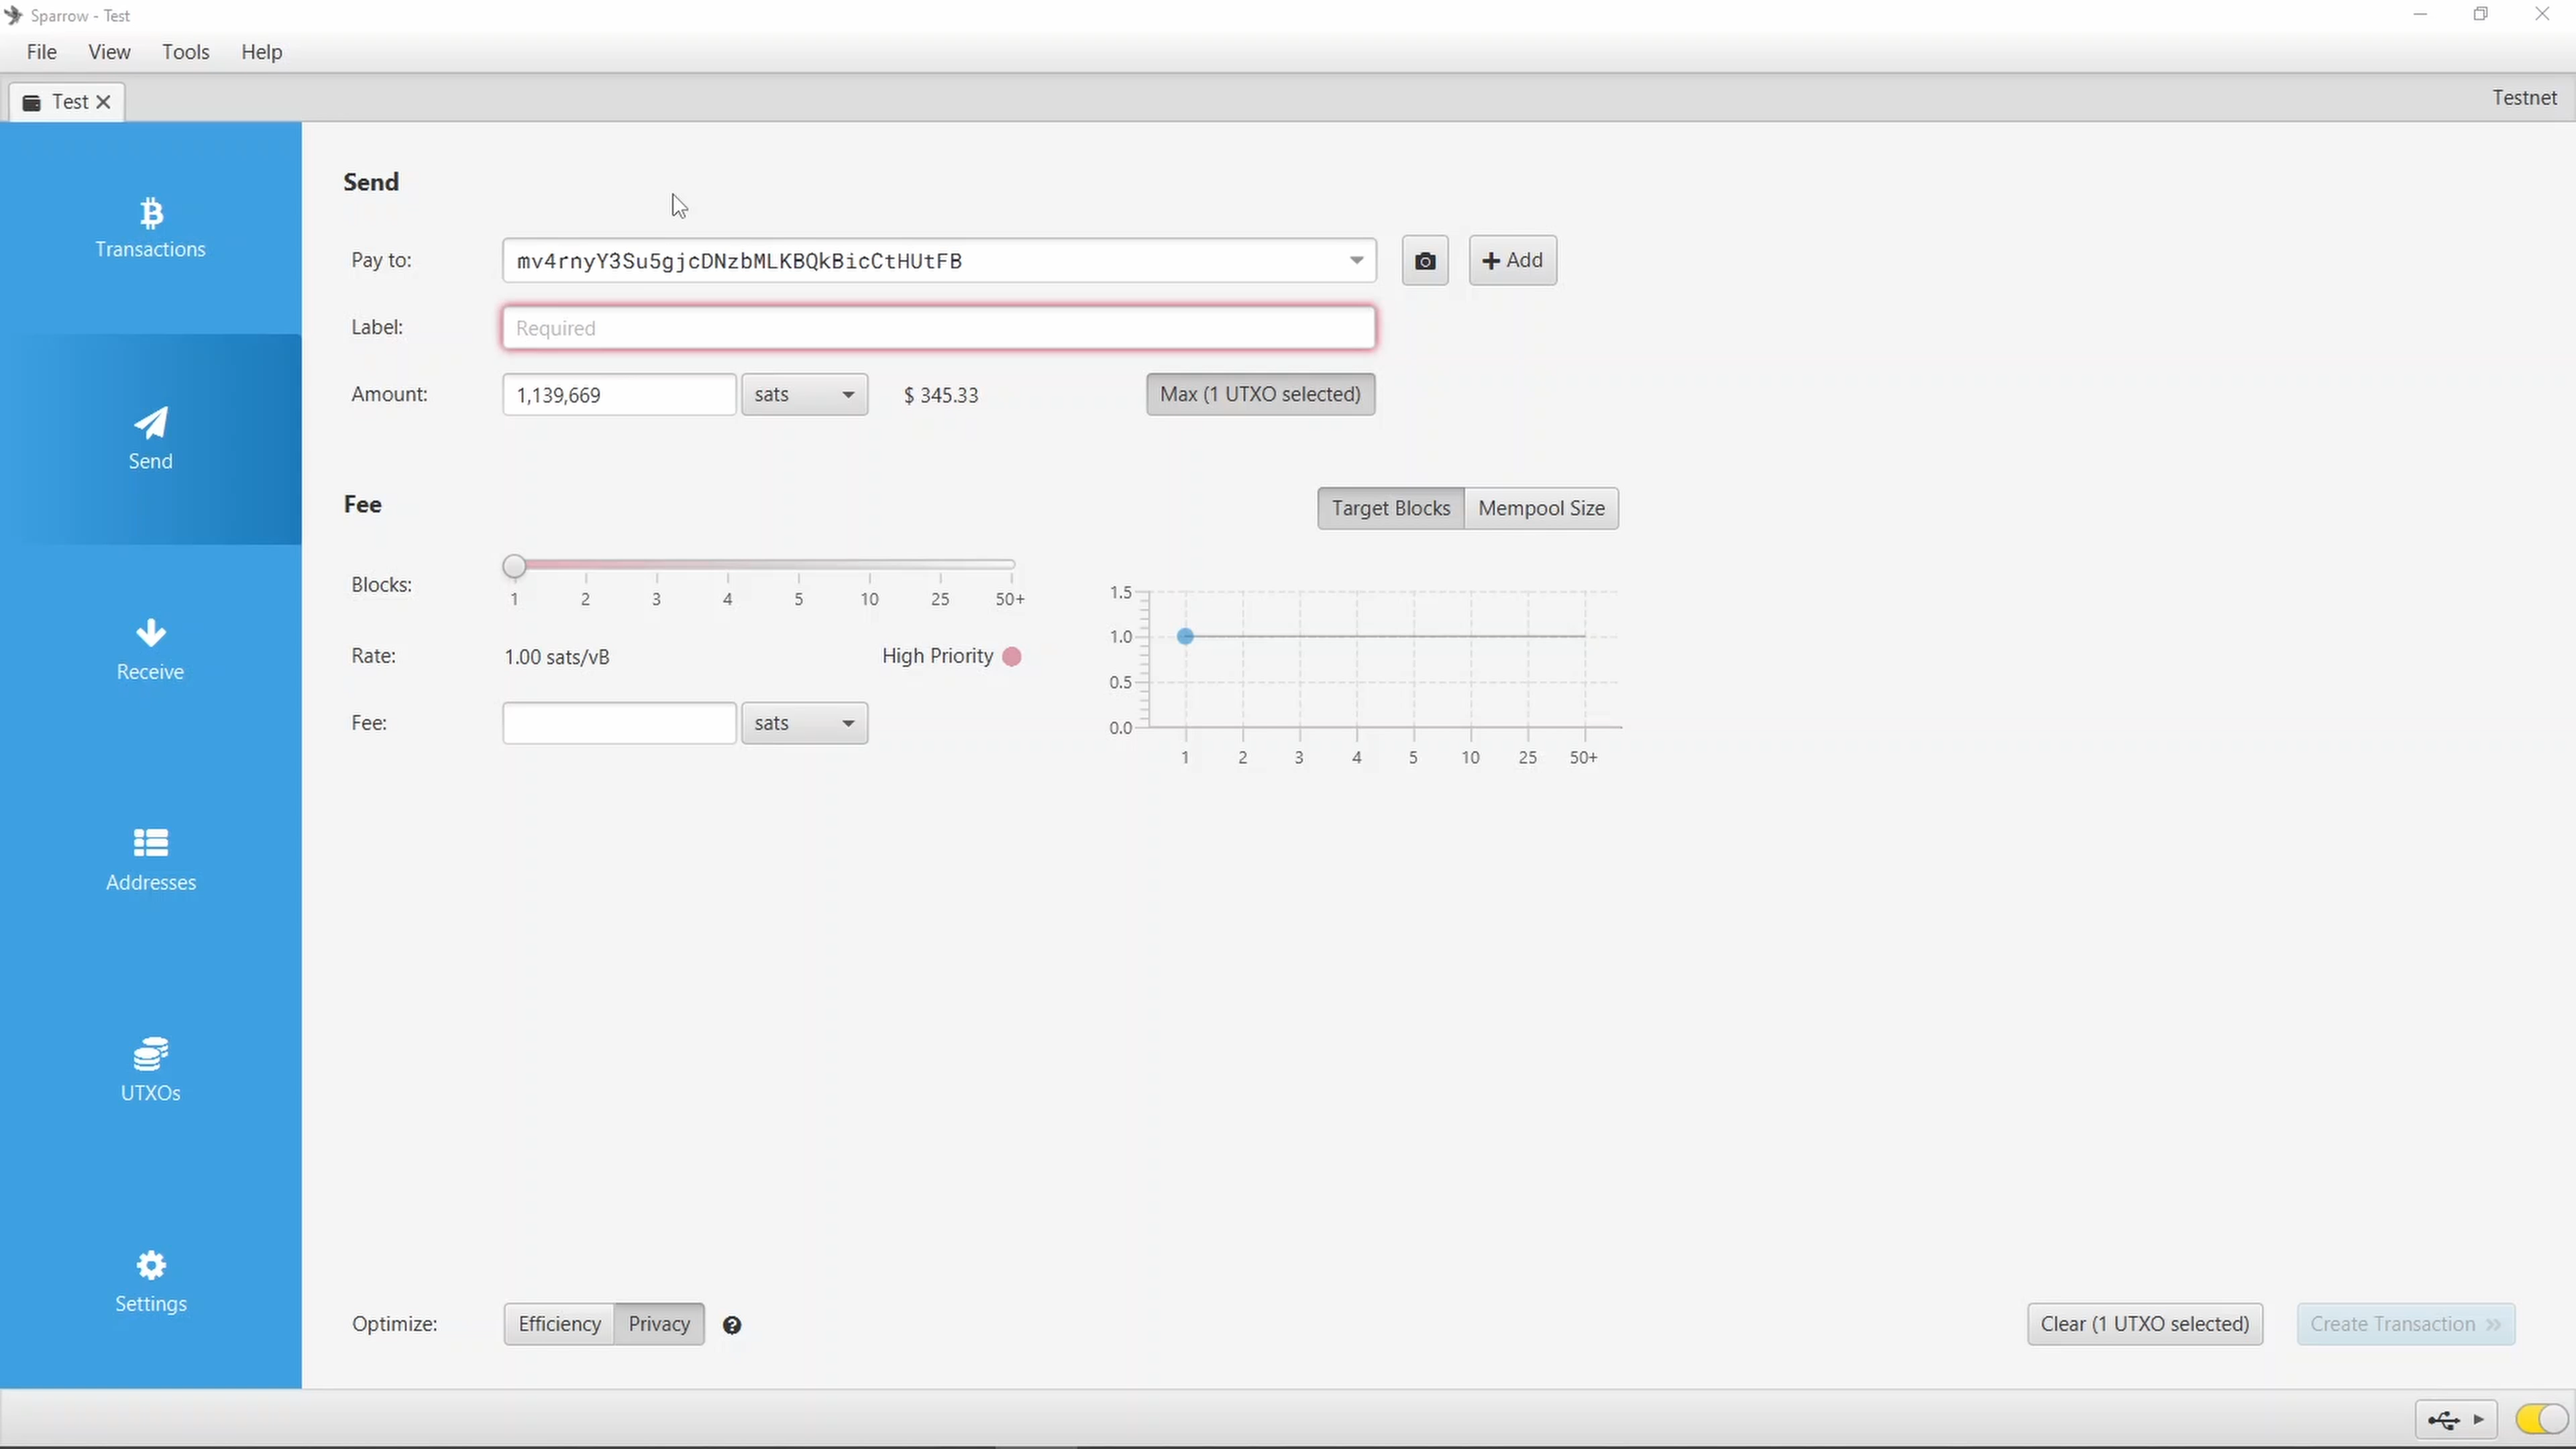 Sparrow - Test
File View Tools Help
Test
Testnet
Transactions
Send
Receive
Addresses
UTXOs
Settings
Send
Pay to: mv4rnyY3Su5gjcDNzbMLKBQkBicCtHUtFB + Add
Label: Required
Amount: 1,139,669 sats $ 345.33 Max (1 UTXO selected)
Fee
Target Blocks Mempool Size
Blocks:
1 2 3 4 5 10 25 50+
Rate: 1.00 sats/vB High Priority
Fee: sats
1.5
1.0
0.5
0.0
1 2 3 4 5 10 25 50+
Optimize: Efficiency Privacy ?
Clear (1 UTXO selected) Create Transaction »